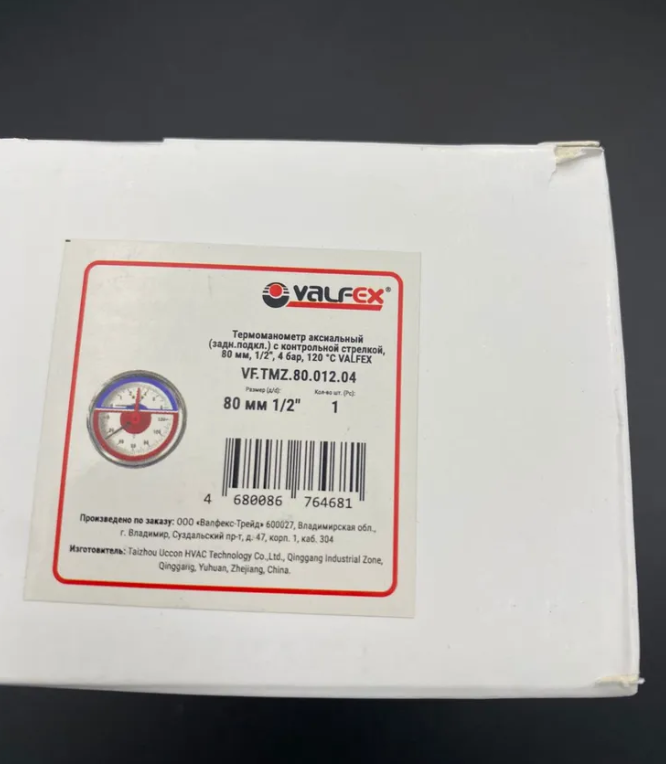 VALFEX®
Термоманометр аксиальный
(задн.подкл.) с контрольной стрелкой,
80 мм, 1/2", 4 бар, 120 °C VALFEX
VF.TMZ.80.012.04
Размер (д/d): Кол-во шт. (Pc):
80 мм 1/2" 1
4 680086 764681
Произведено по заказу: ООО «Валфекс-Трейд» 600027, Владимирская обл.,
г. Владимир, Суздальский пр-т, д. 47, корп. 1, каб. 304
Изготовитель: Taizhou Uccon HVAC Technology Co.,Ltd., Qinggang Industrial Zone,
Qinggang, Yuhuan, Zhejiang, China.